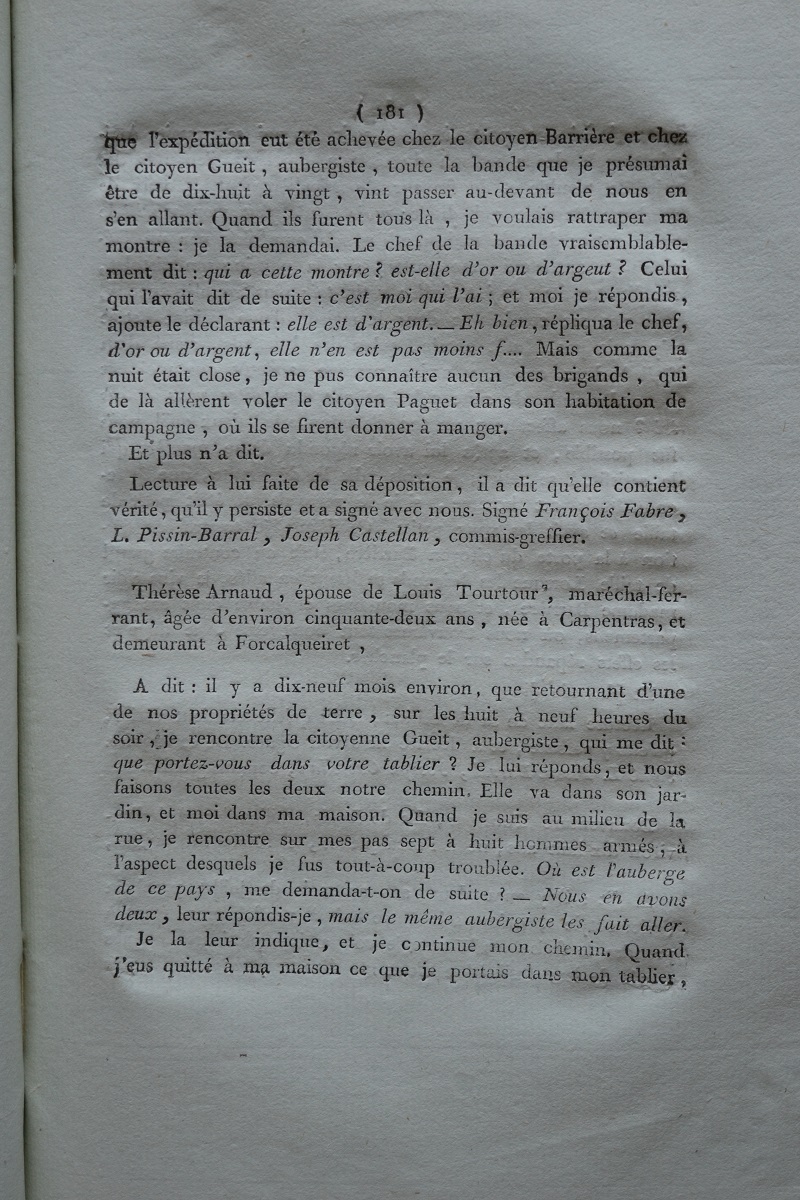 ( 181 )
que l'expédition eut été achevée chez le citoyen Barrière et chez
le citoyen Gueit , aubergiste , toute la bande que je présumai
être de dix-huit à vingt , vint passer au-devant de nous en
s'en allant. Quand ils furent tous là , je voulais rattraper ma
montre : je la demandai. Le chef de la bande vraisemblable-
ment dit : qui a cette montre ? est-elle d'or ou d'argeut ? Celui
qui l'avait dit de suite : c'est moi qui l'ai ; et moi je répondis ,
ajoute le déclarant : elle est d'argent. — Eh bien , répliqua le chef,
d'or ou d'argent, elle n'en est pas moins f.... Mais comme la
nuit était close, je ne pus connaître aucun des brigands , qui
de là allèrent voler le citoyen Paguet dans son habitation de
campagne , où ils se firent donner à manger.
Et plus n'a dit.
Lecture à lui faite de sa déposition, il a dit qu'elle contient
vérité, qu'il y persiste et a signé avec nous. Signé François Fabre,
L. Pissin-Barral , Joseph Castellan , commis-greffier.
Thérèse Arnaud , épouse de Louis Tourtour, maréchal-fer-
rant, âgée d'environ cinquante-deux ans , née à Carpentras, et
demeurant à Forcalqueiret ,
A dit : il y a dix-neuf mois environ, que retournant d'une
de nos propriétés de terre , sur les huit à neuf heures du
soir , je rencontre la citoyenne Gueit , aubergiste , qui me dit :
que portez-vous dans votre tablier ? Je lui réponds, et nous
faisons toutes les deux notre chemin. Elle va dans son jar-
din, et moi dans ma maison. Quand je suis au milieu de la
rue, je rencontre sur mes pas sept à huit hommes armés, à
l'aspect desquels je fus tout-à-coup troublée. Où est l'auberge
de ce pays , me demanda-t-on de suite ? — Nous en avons
deux , leur répondis-je , mais le même aubergiste les fait aller.
Je la leur indique, et je continue mon chemin. Quand
j'eus quitté à ma maison ce que je portais dans mon tablier ,